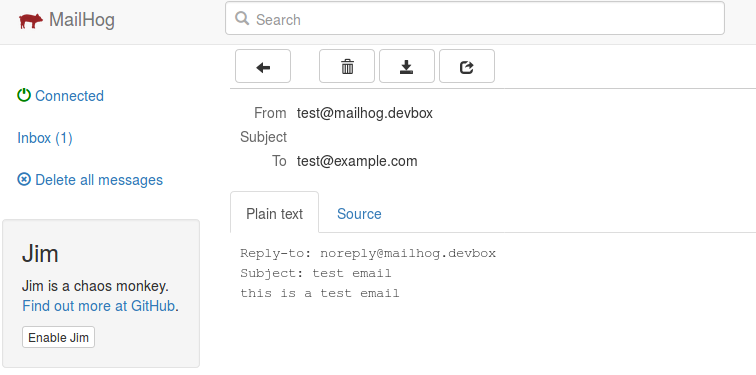 MailHog
Search
Connected
Inbox (1)
Delete all messages
Jim
Jim is a chaos monkey.
Find out more at GitHub.
Enable Jim
From test@mailhog.devbox
Subject
To test@example.com
Plain text Source
Reply-to: noreply@mailhog.devbox
Subject: test email
this is a test email